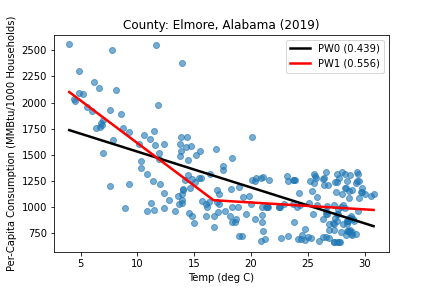 County: Elmore, Alabama (2019)
PW0 (0.439)
PW1 (0.556)
Per-Capita Consumption (MMBtu/1000 Households)
2500
2250
2000
1750
1500
1250
1000
750
5 10 15 20 25 30
Temp (deg C)